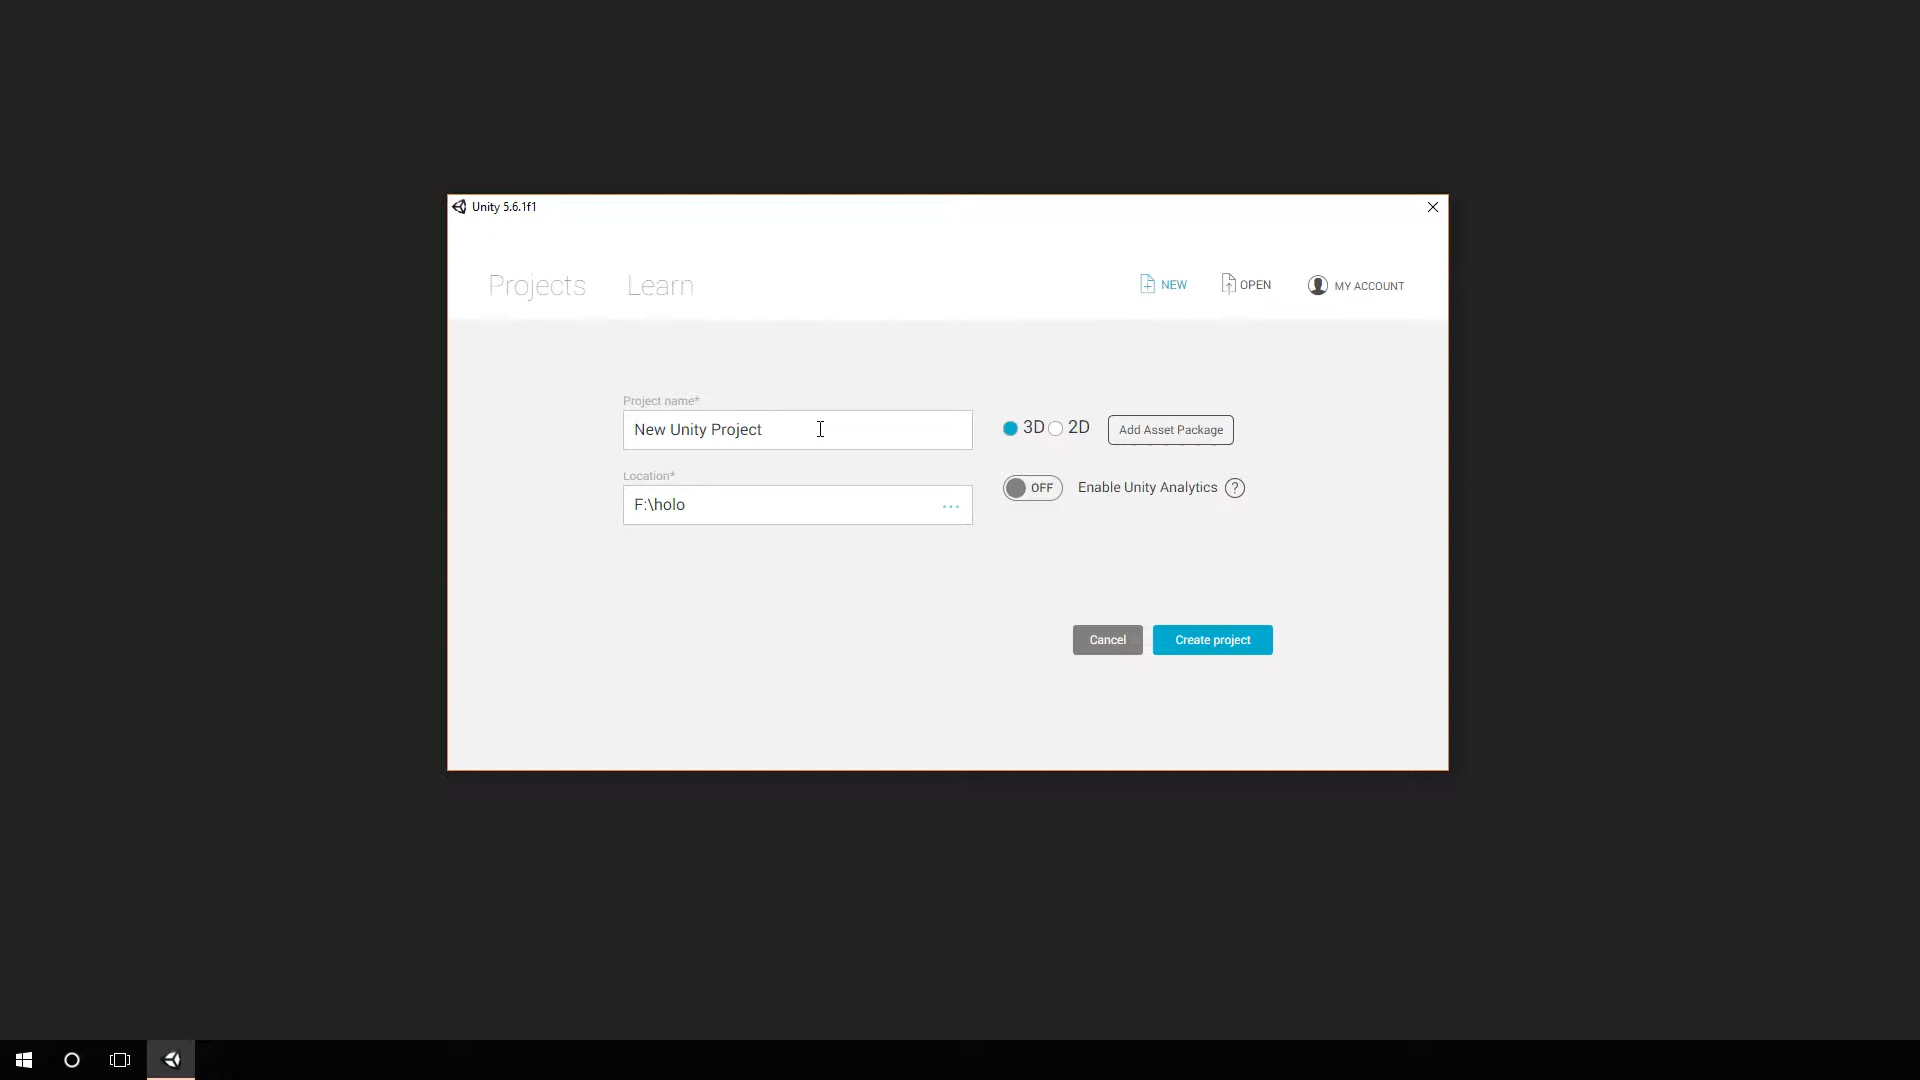 Unity 5.6.1f1
Projects Learn NEW OPEN MY ACCOUNT
Project name*
New Unity Project 3D 2D Add Asset Package
Location*
F:\holo ... OFF Enable Unity Analytics ?
Cancel Create project